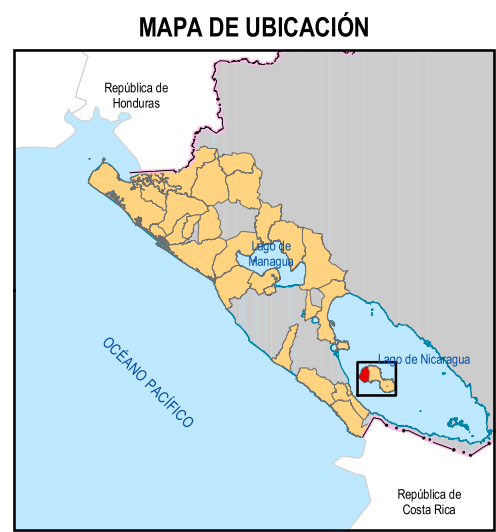 MAPA DE UBICACIÓN
República de
Honduras
Lago de
Managua
Lago de Nicaragua
OCÉANO PACÍFICO
República de
Costa Rica